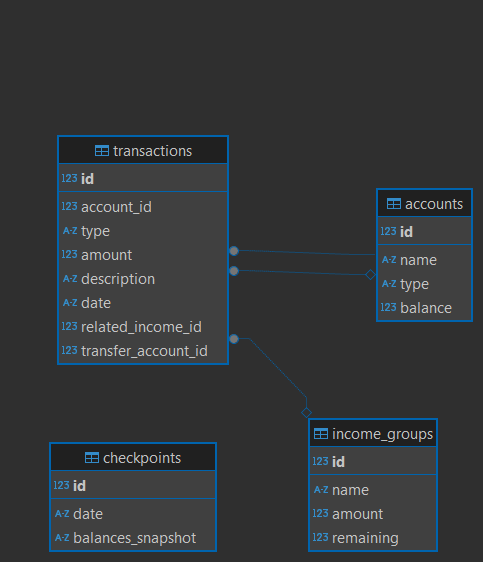 transactions
123 id
123 account_id
A-Z type
123 amount
A-Z description
A-Z date
123 related_income_id
123 transfer_account_id
accounts
123 id
A-Z name
A-Z type
123 balance
checkpoints
123 id
A-Z date
A-Z balances_snapshot
income_groups
123 id
A-Z name
123 amount
123 remaining